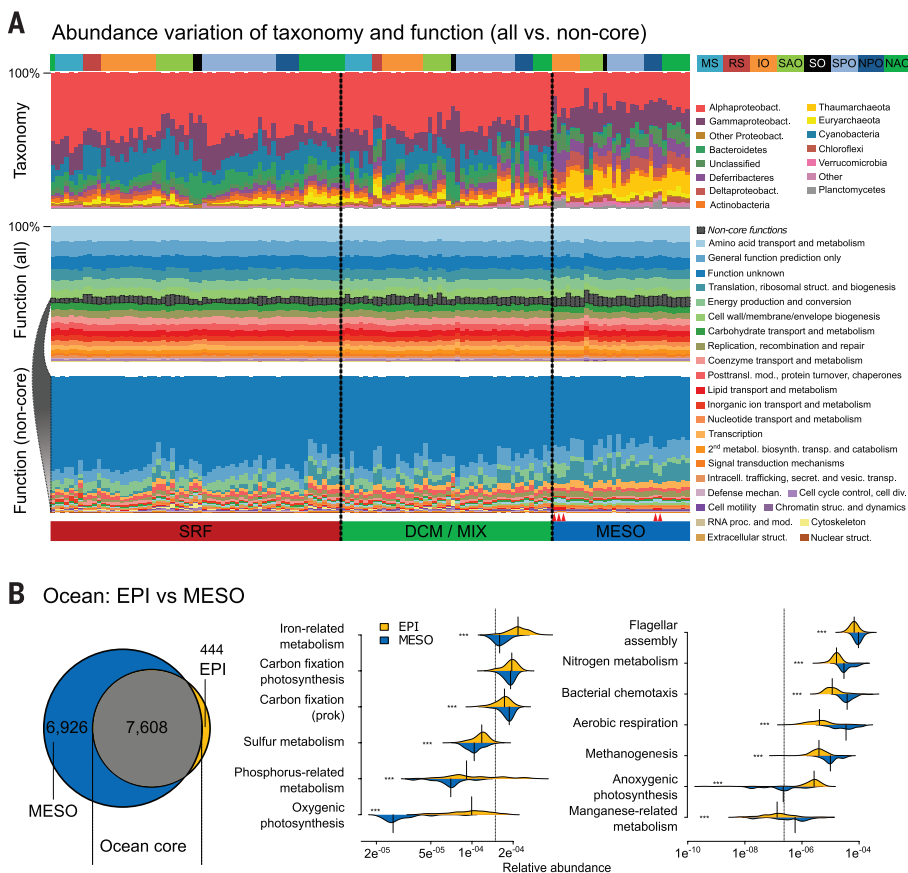 A
Abundance variation of taxonomy and function (all vs. non-core)
MS RS IO SAO SO SPO NPO NAO
100%
Taxonomy
Alphaproteobact.
Gammaproteobact.
Other Proteobact.
Bacteroidetes
Unclassified
Deferribacteres
Deltaproteobact.
Actinobacteria
Thaumarchaeota
Euryarchaeota
Cyanobacteria
Chloroflexi
Verrucomicrobia
Other
Planctomycetes
100%
Function (all)
Function (non-core)
Non-core functions
Amino acid transport and metabolism
General function prediction only
Function unknown
Translation, ribosomal struct. and biogenesis
Energy production and conversion
Cell wall/membrane/envelope biogenesis
Carbohydrate transport and metabolism
Replication, recombination and repair
Coenzyme transport and metabolism
Posttransl. mod., protein turnover, chaperones
Lipid transport and metabolism
Inorganic ion transport and metabolism
Nucleotide transport and metabolism
Transcription
2nd metabol. biosynth. transp. and catabolism
Signal transduction mechanisms
Intracell. trafficking, secret. and vesic. transp.
Defense mechan. Cell cycle control, cell div.
Cell motility Chromatin struc. and dynamics
RNA proc. and mod. Cytoskeleton
Extracellular struct. Nuclear struct.
SRF DCM / MIX MESO
B
Ocean: EPI vs MESO
444
EPI
6,926 7,608
MESO
Ocean core
EPI
MESO
Iron-related
metabolism
***
Carbon fixation
photosynthesis
Carbon fixation
(prok)
***
Sulfur metabolism
***
Phosphorus-related
metabolism
***
Oxygenic
photosynthesis
***
2e-05 5e-05 1e-04 2e-04
Flagellar
assembly
***
Nitrogen metabolism
***
Bacterial chemotaxis
***
Aerobic respiration
***
Methanogenesis
***
Anoxygenic
photosynthesis
***
Manganese-related
metabolism
***
1e-10 1e-08 1e-06 1e-04
Relative abundance